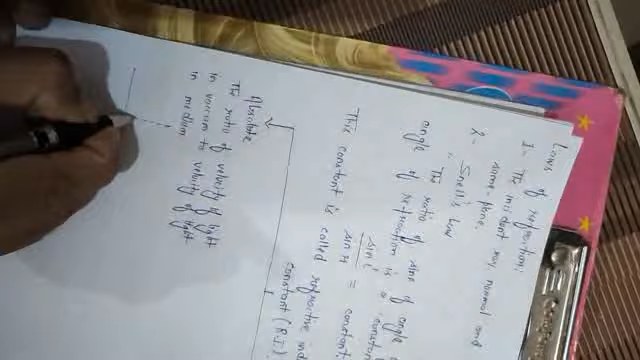 Laws of refraction:
1- The incident ray normal and
same plane.
2- Snell's law
The ratio of sine of angle
angle of refraction is a constant
sin i
sin r = constant.
This constant is called refractive
constant (R.I)
Absolute
The ratio of velocity of light
in vaccum to velocity of light
in medium